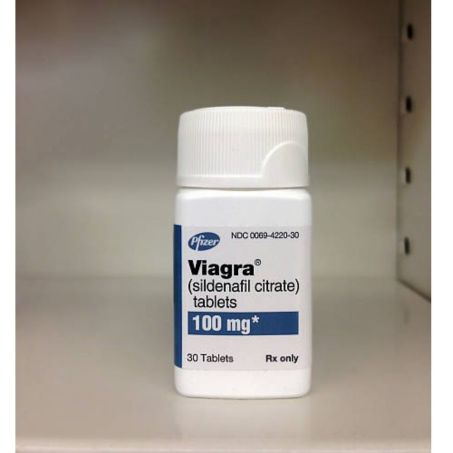 Pfizer
NDC 0069-4220-30
Viagra®
(sildenafil citrate)
tablets
100 mg*
30 Tablets
Rx only